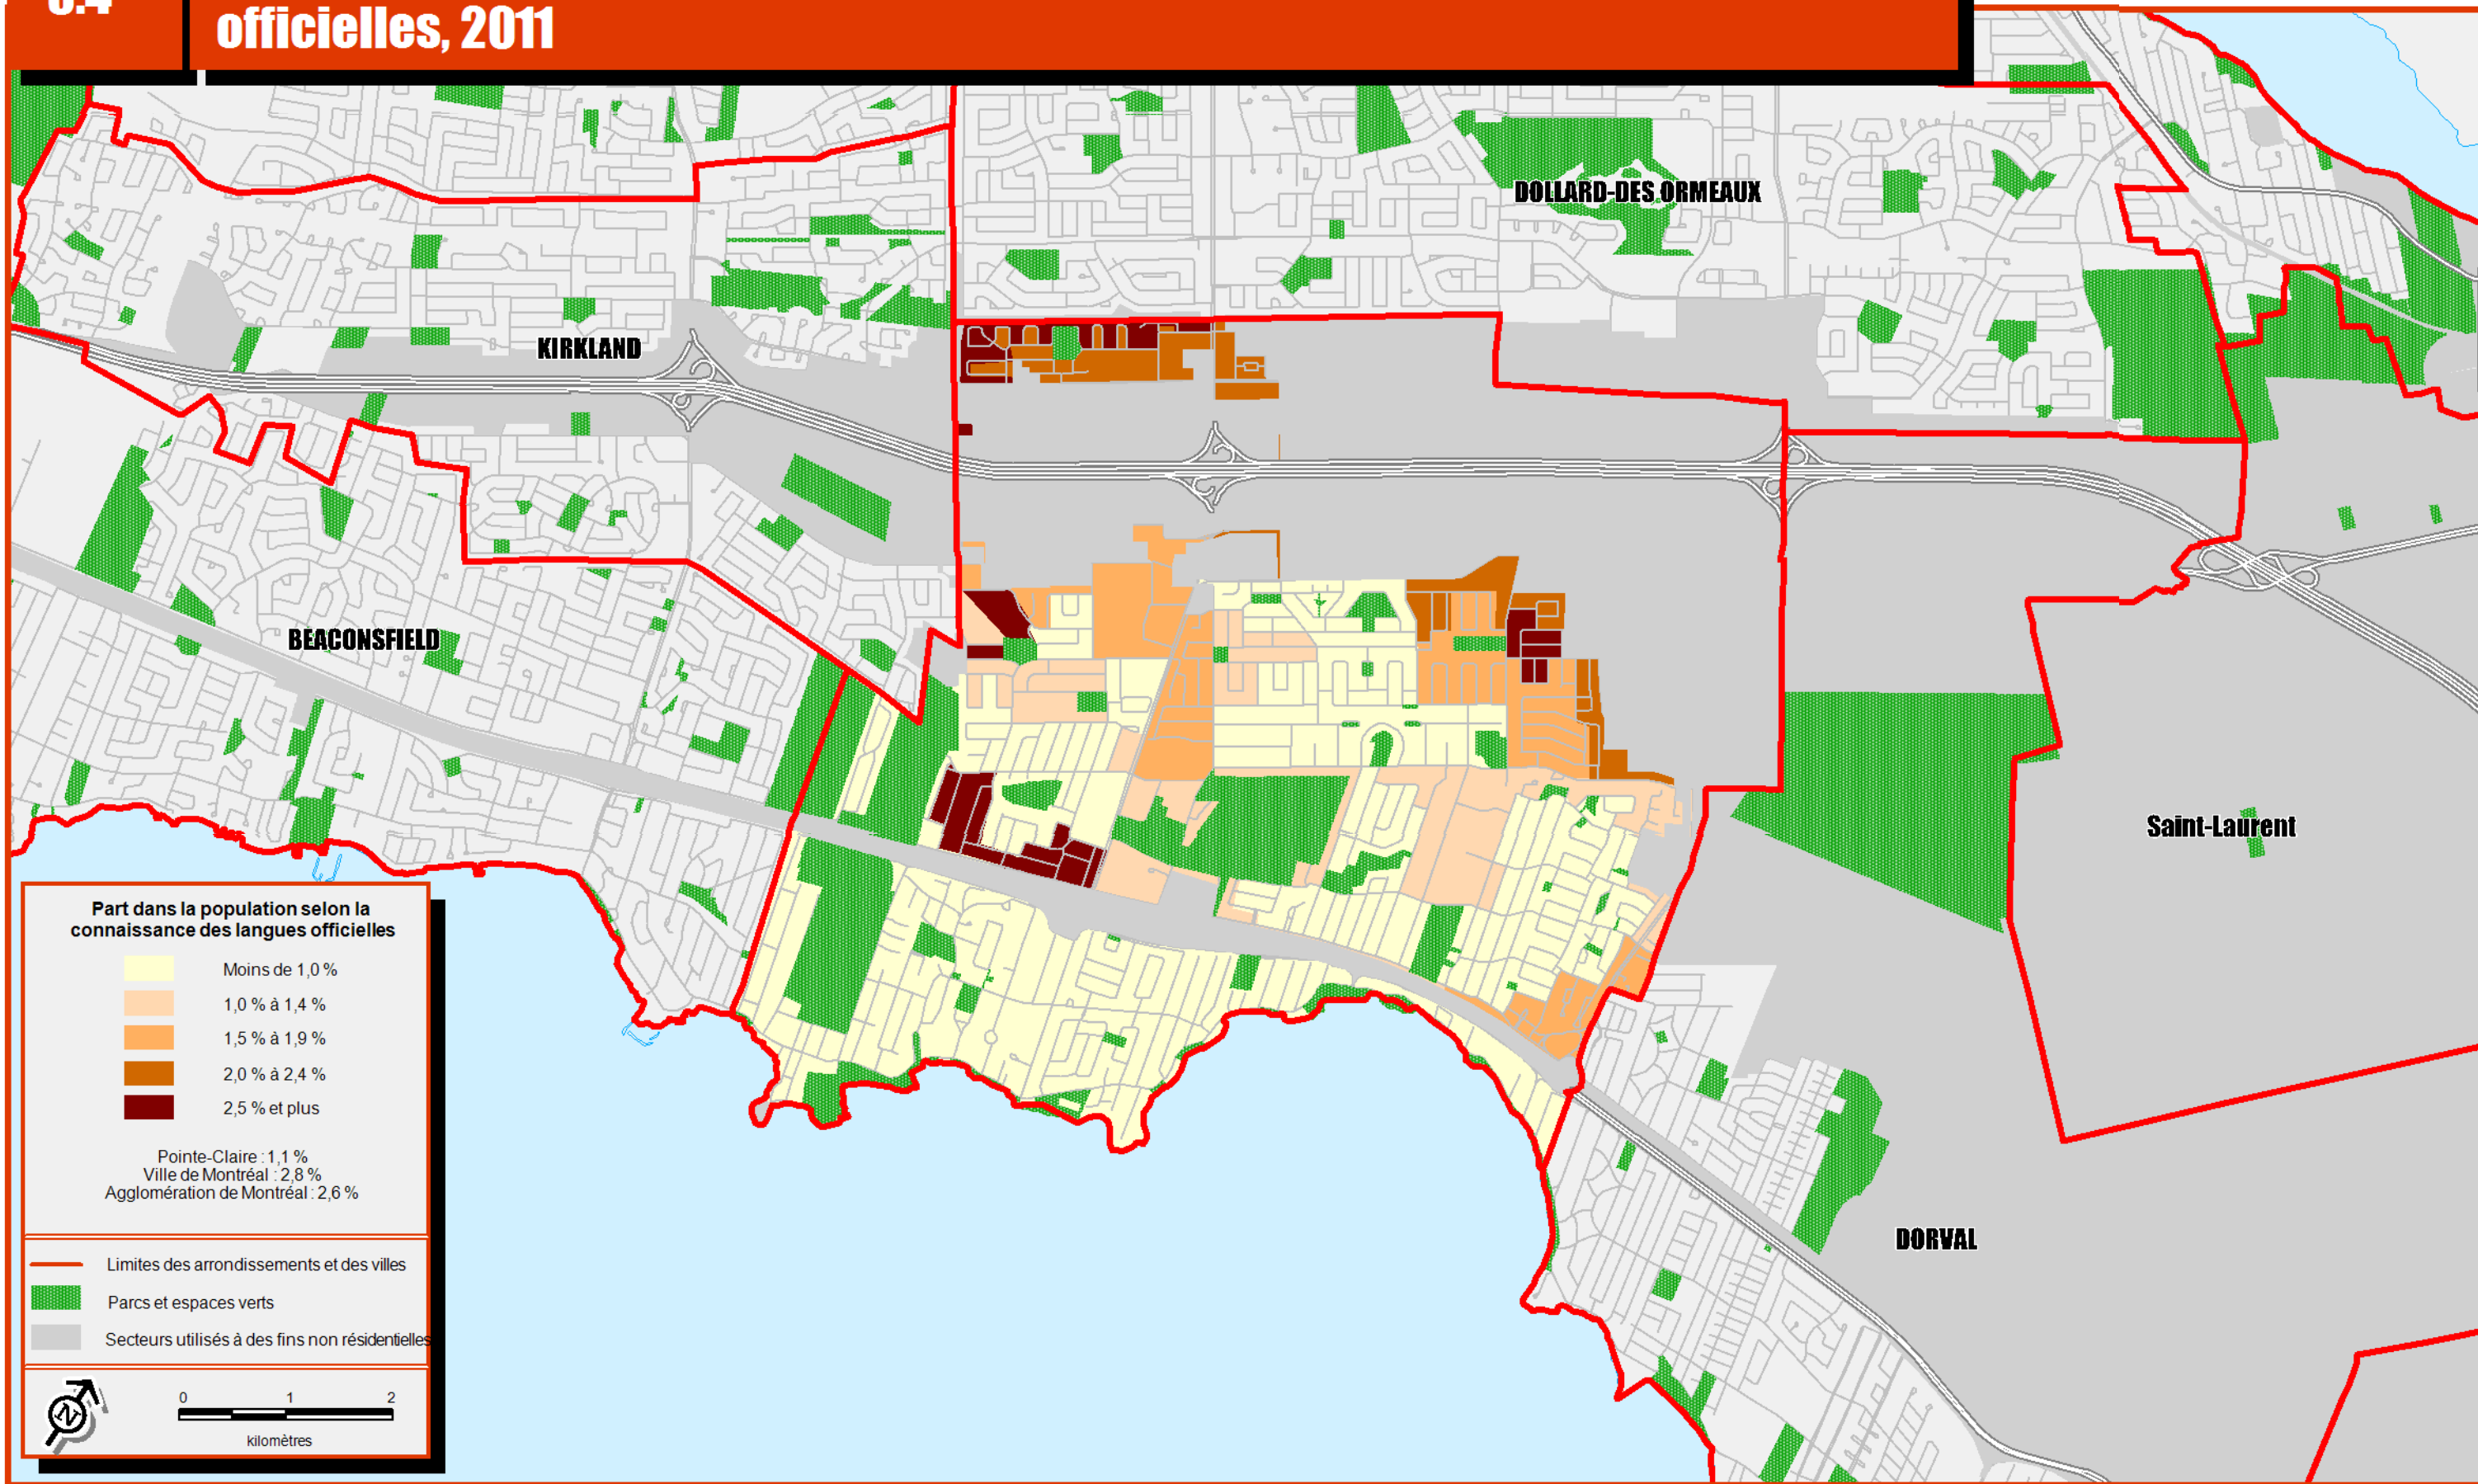 officielles, 2011
DOLLARD-DES ORMEAUX
KIRKLAND
BEACONSFIELD
Saint-Laurent
DORVAL
Part dans la population selon la
connaissance des langues officielles
Moins de 1,0 %
1,0 % à 1,4 %
1,5 % à 1,9 %
2,0 % à 2,4 %
2,5 % et plus
Pointe-Claire : 1,1 %
Ville de Montréal : 2,8 %
Agglomération de Montréal : 2,6 %
Limites des arrondissements et des villes
Parcs et espaces verts
Secteurs utilisés à des fins non résidentielles
N
0 1 2
kilomètres